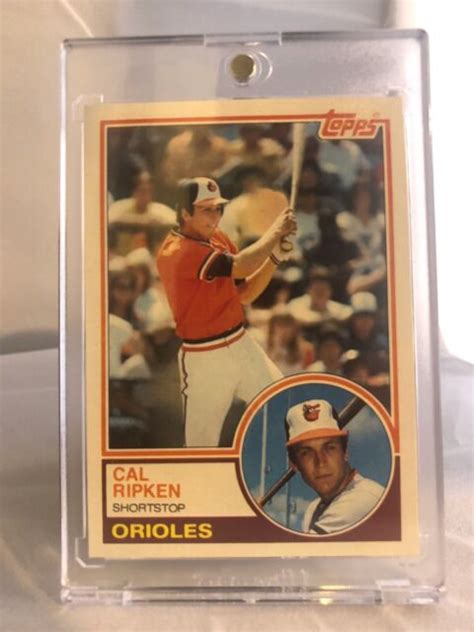 Topps
CAL
RIPKEN
SHORTSTOP
ORIOLES